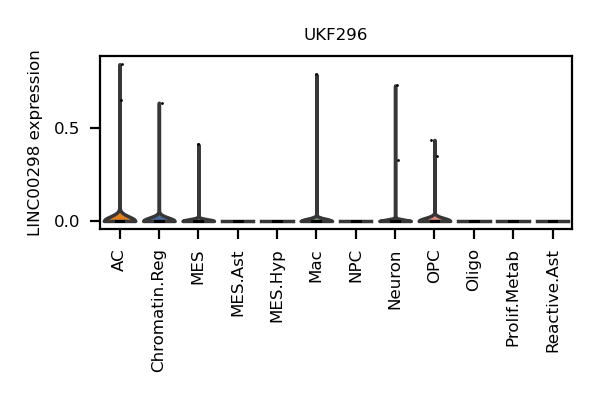 UKF296
LINC00298 expression
0.5
0.0
AC
Chromatin.Reg
MES
MES.Ast
MES.Hyp
Mac
NPC
Neuron
OPC
Oligo
Prolif.Metab
Reactive.Ast